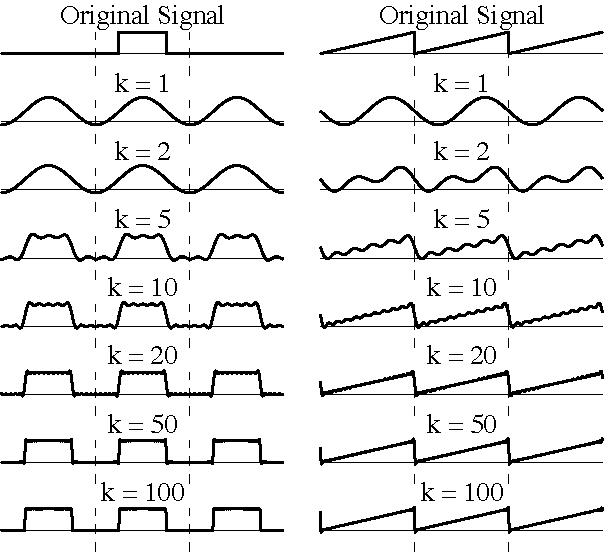 Original Signal
k = 1
k = 2
k = 5
k = 10
k = 20
k = 50
k = 100
Original Signal
k = 1
k = 2
k = 5
k = 10
k = 20
k = 50
k = 100